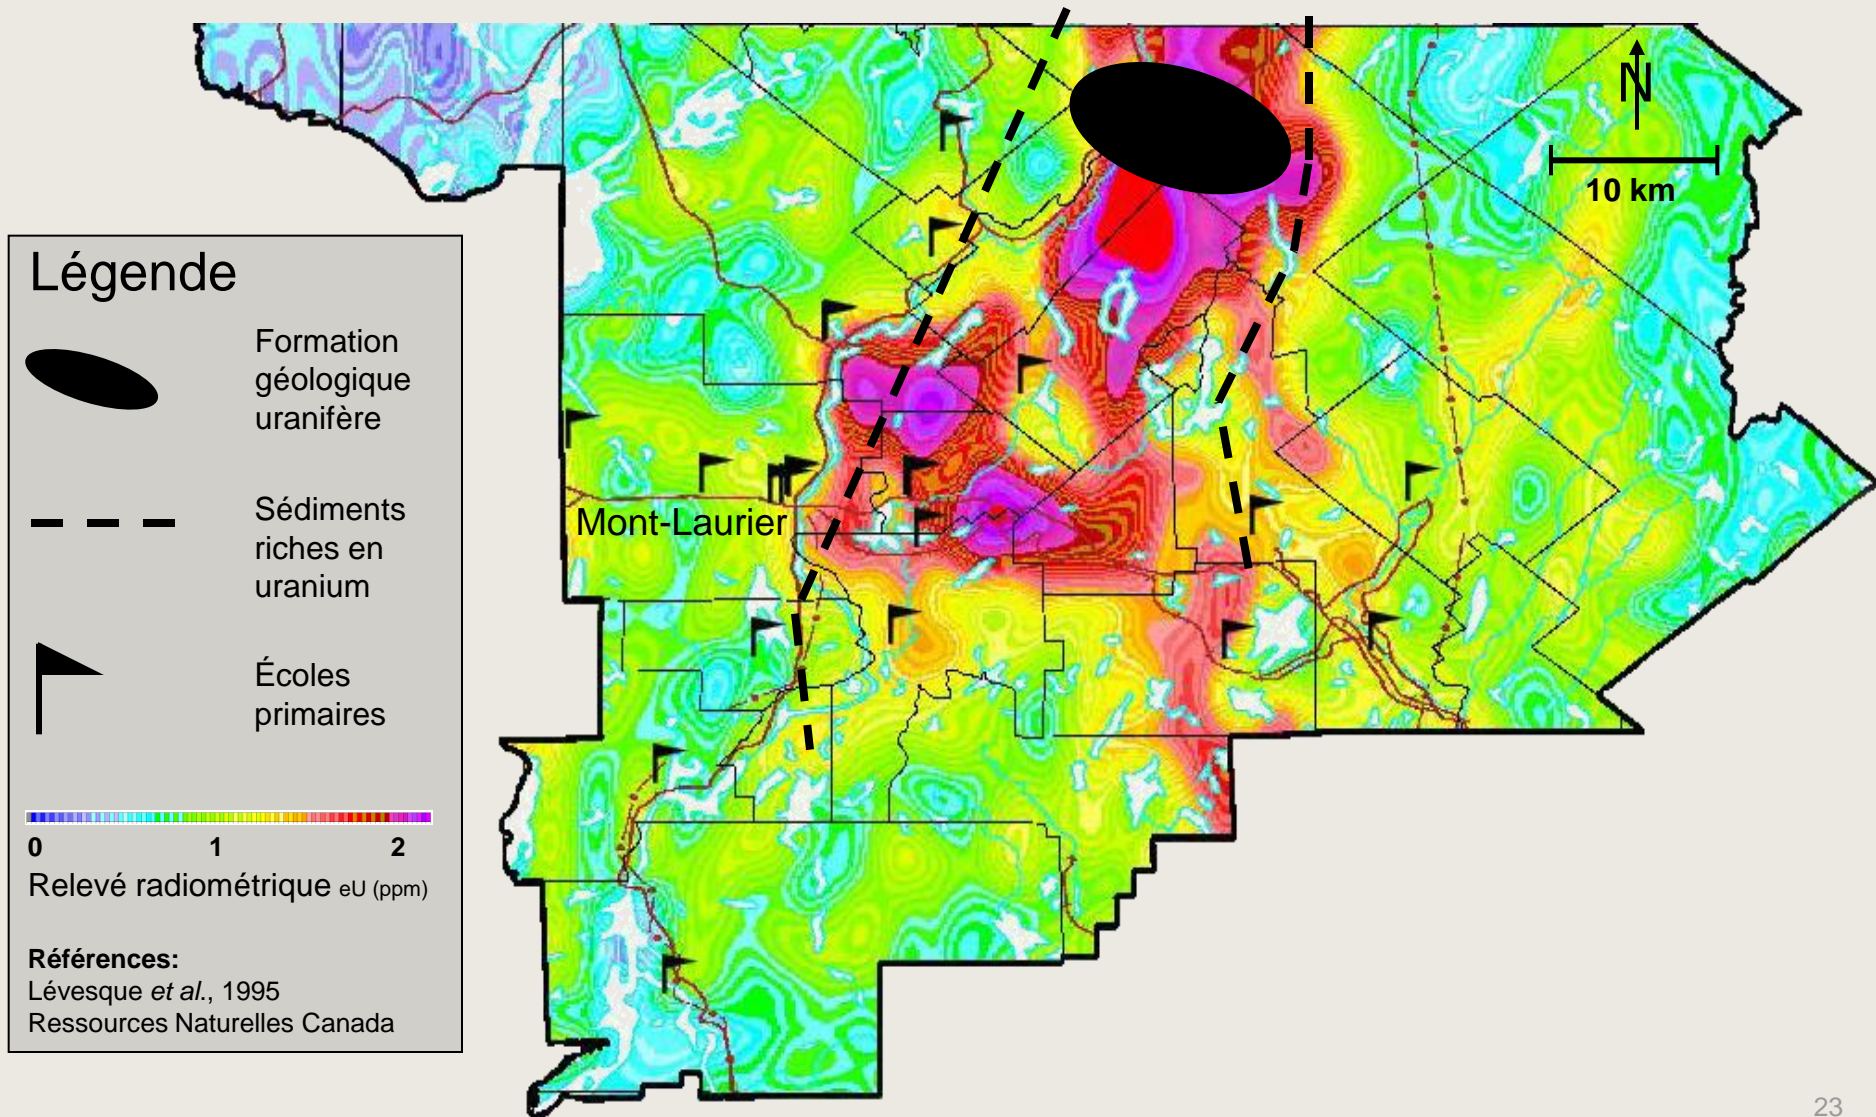 N
10 km
Légende
Formation
géologique
uranifère
Sédiments
riches en
uranium
Écoles
primaires
0 1 2
Relevé radiométrique eU (ppm)
Références:
Lévesque et al., 1995
Ressources Naturelles Canada
Mont-Laurier
23